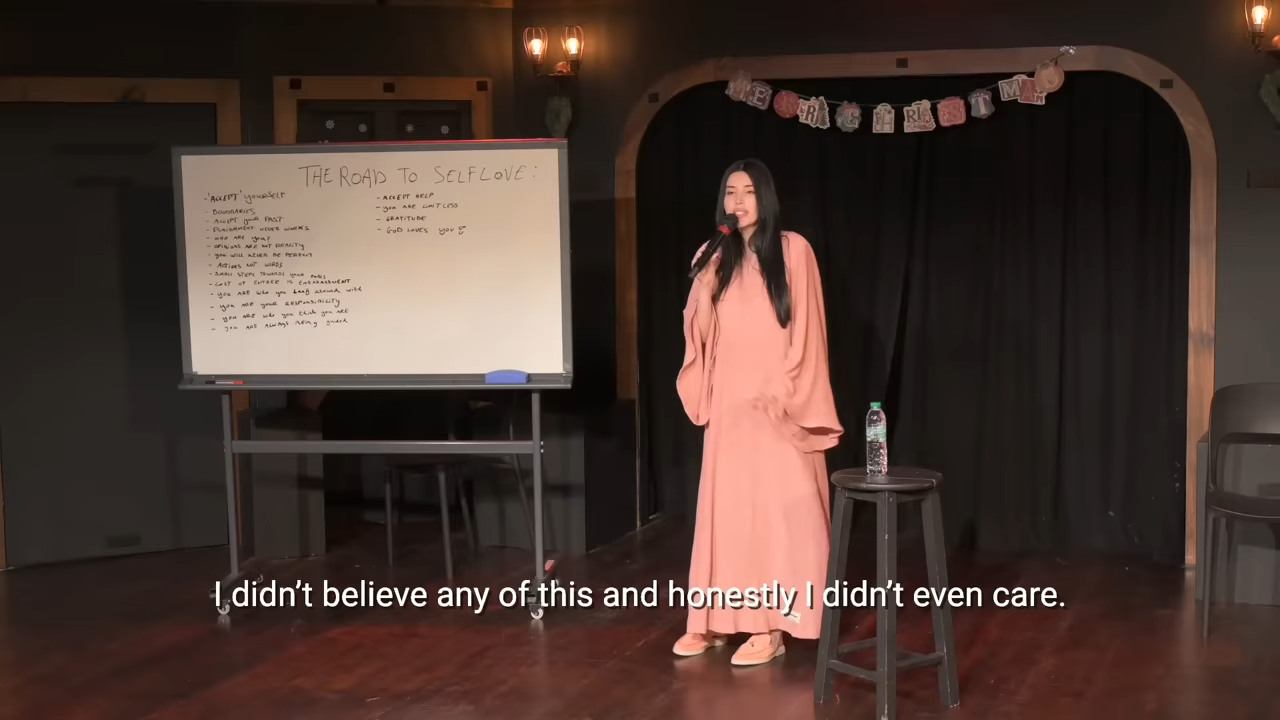 THE ROAD TO SELFLOVE:
- 'ACCEPT' yourself
- BOUNDARIES
- ACCEPT your PAST
- PUNISHMENT NEVER WORKS
- WHO ARE you?
- OPINIONS ARE NOT REALITY
- you WILL NEVER BE PERFECT
- ACTIONS NOT WORDS
- SMALL STEPS TOWARDS your
- COST OF ENTREE IS EMBARRASSMENT
- you ARE who you hang around with
- you ARE your RESPONSIBILITY
- you ARE who you think you ARE
- you ARE ALWAYS being
- ACCEPT HELP
- you ARE LIMITLESS
- GRATITUDE
- GOD LOVES you
MERRY CHRISTMAS
I didn't believe any of this and honestly I didn't even care.